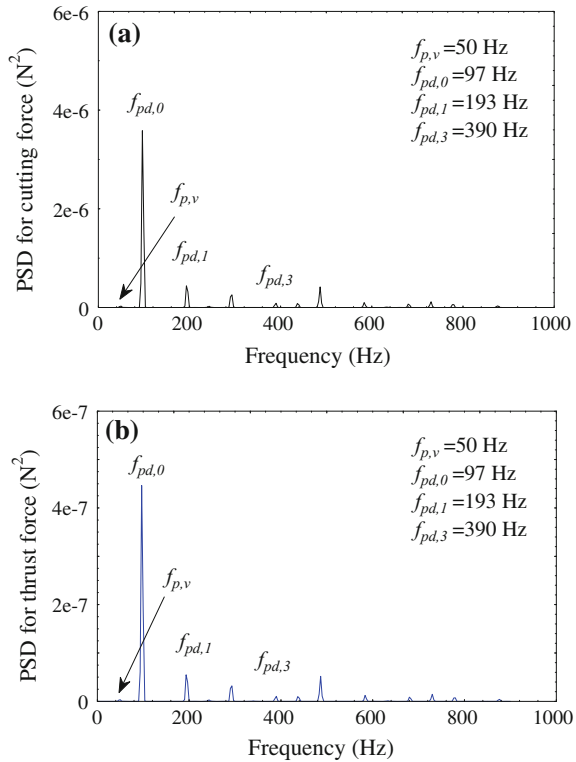 (a)
f_{p,v}=50 Hz
f_{pd,0}=97 Hz
f_{pd,1}=193 Hz
f_{pd,3}=390 Hz
PSD for cutting force (N²)
6e-6
4e-6
2e-6
0
f_{pd,0}
f_{p,v}
f_{pd,1}
f_{pd,3}
0 200 400 600 800 1000
Frequency (Hz)
(b)
f_{p,v}=50 Hz
f_{pd,0}=97 Hz
f_{pd,1}=193 Hz
f_{pd,3}=390 Hz
PSD for thrust force (N²)
6e-7
4e-7
2e-7
0
f_{pd,0}
f_{p,v}
f_{pd,1}
f_{pd,3}
0 200 400 600 800 1000
Frequency (Hz)